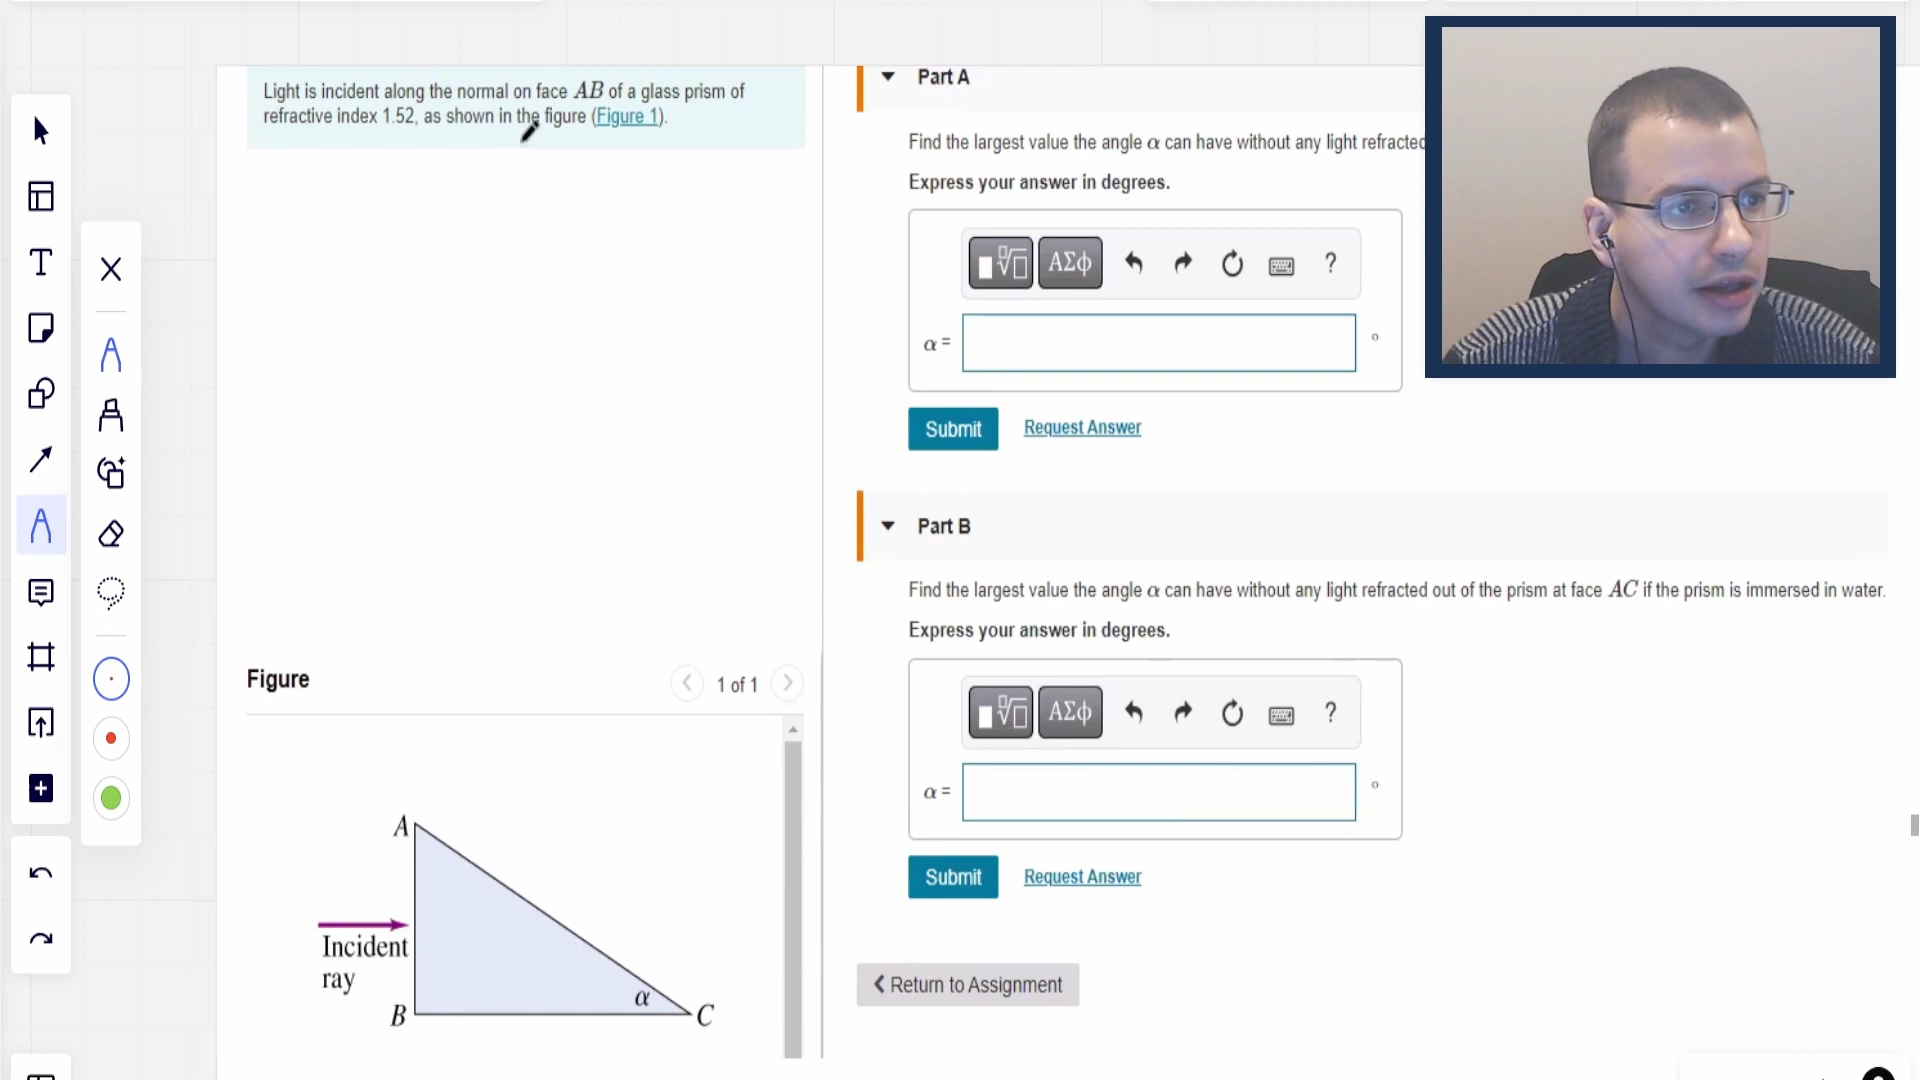 Light is incident along the normal on face AB of a glass prism of
refractive index 1.52, as shown in the figure (Figure 1).
Part A
Find the largest value the angle α can have without any light refracted
Express your answer in degrees.
ΑΣϕ
?
α =
°
Submit
Request Answer
Part B
Find the largest value the angle α can have without any light refracted out of the prism at face AC if the prism is immersed in water.
Express your answer in degrees.
ΑΣϕ
?
α =
°
Submit
Request Answer
Return to Assignment
Figure
1 of 1
A
Incident
ray
B
α
C